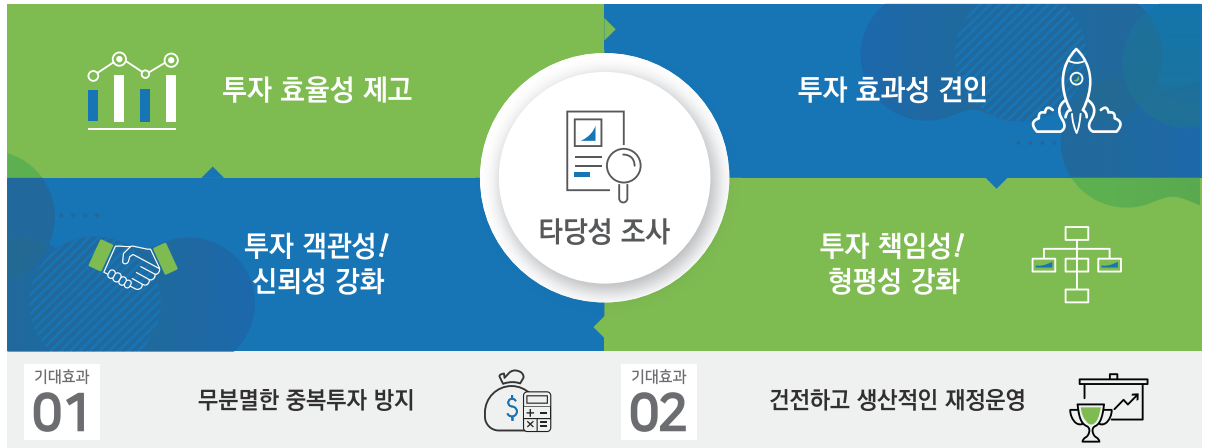 투자 효율성 제고
투자 효과성 견인
타당성 조사
투자 객관성!
신뢰성 강화
투자 책임성!
형평성 강화
기대효과
01
무분별한 중복투자 방지
기대효과
02
건전하고 생산적인 재정운영